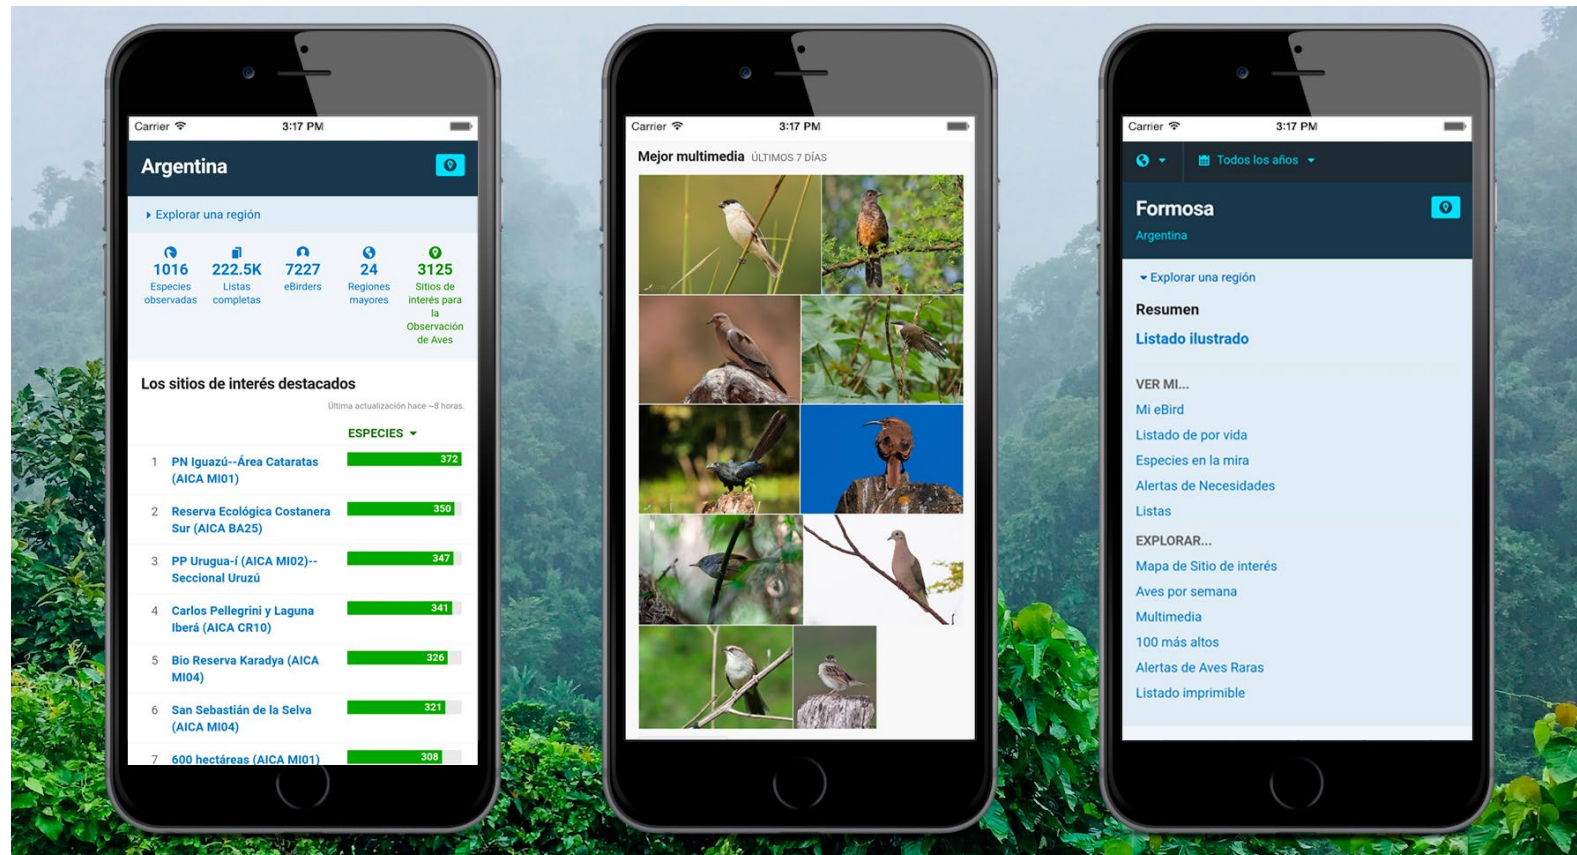 Carrier
3:17 PM
Argentina
Explorar una región
1016
Especies
observadas
222.5K
Listas
completas
7227
eBirders
24
Regiones
mayores
3125
Sitios de
interés para
la
Observación
de Aves
Los sitios de interés destacados
Última actualización hace ~8 horas.
ESPECIES
1 PN Iguazú--Área Cataratas 372
(AICA MI01)
2 Reserva Ecológica Costanera 350
Sur (AICA BA25)
3 PP Urugua-í (AICA MI02)-- 347
Seccional Uruzú
4 Carlos Pellegrini y Laguna 341
Iberá (AICA CR10)
5 Bio Reserva Karadya (AICA 326
MI04)
6 San Sebastián de la Selva 321
(AICA MI04)
7 600 hectáreas (AICA MI01) 308
Carrier
3:17 PM
Mejor multimedia ÚLTIMOS 7 DÍAS
Carrier
3:17 PM
Todos los años
Formosa
Argentina
Explorar una región
Resumen
Listado ilustrado
VER MI...
Mi eBird
Listado de por vida
Especies en la mira
Alertas de Necesidades
Listas
EXPLORAR...
Mapa de Sitio de interés
Aves por semana
Multimedia
100 más altos
Alertas de Aves Raras
Listado imprimible